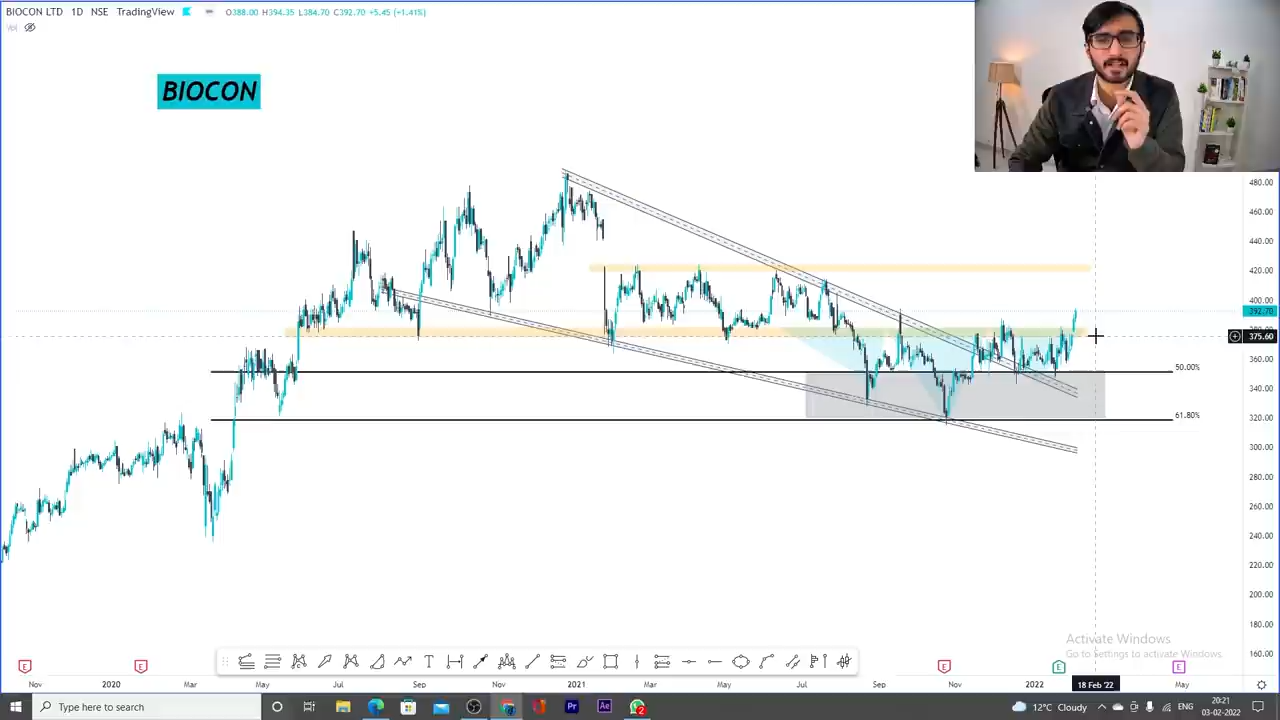 BIOCON LTD 1D NSE TradingView O388.00 H394.35 L384.70 C392.70 +5.45 (+1.41%)
BIOCON
480.00
460.00
440.00
420.00
400.00
392.70
375.60
360.00
50.00%
340.00
61.80%
320.00
300.00
280.00
260.00
240.00
220.00
200.00
180.00
160.00
Activate Windows
Go to Settings to activate Windows.
E E E E E
Nov 2020 Mar May Jul Sep Nov 2021 Mar May Jul Sep Nov 2022 18 Feb '22 May
Type here to search
Pr Ae 2
12°C Cloudy ENG 20:21
03-02-2022